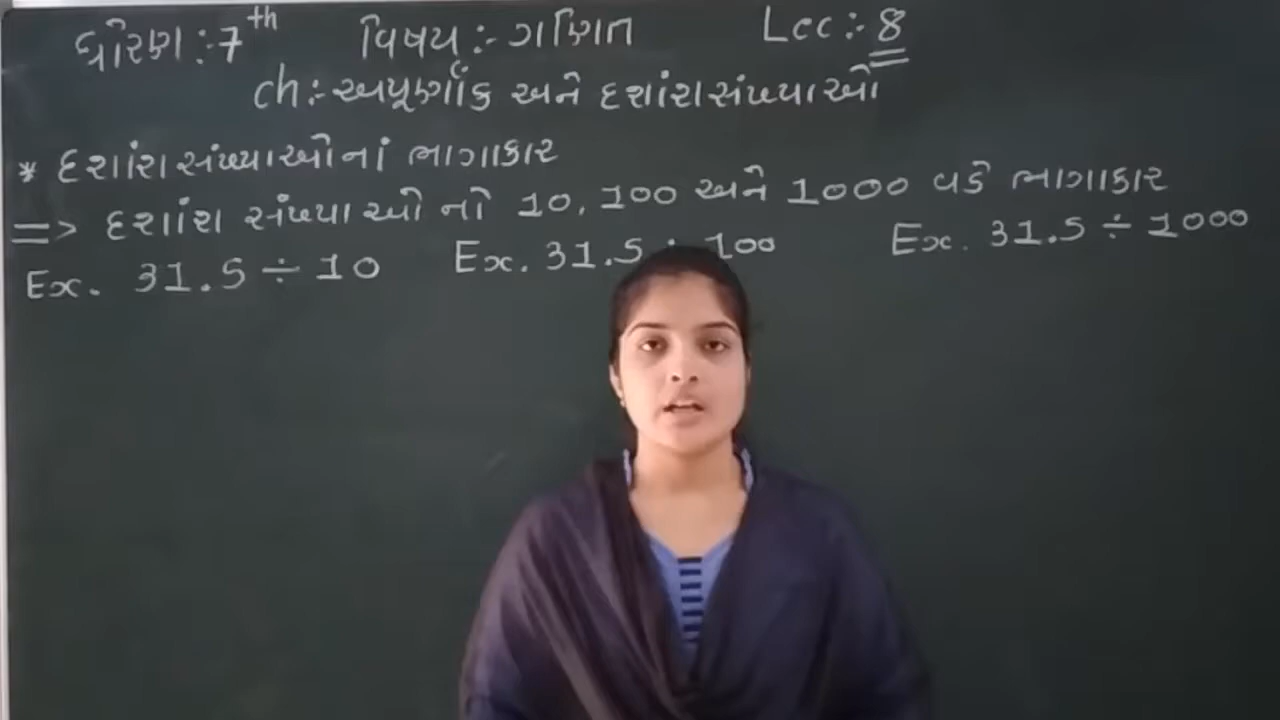 ધોરણ :- 7th વિષય :- ગણિત Lec :- 8
ch :- અપૂર્ણાંક અને દશાંશ સંખ્યાઓ
* દશાંશ સંખ્યાઓનાં ભાગાકાર
=> દશાંશ સંખ્યાઓ નો 10, 100 અને 1000 વડે ભાગાકાર
Ex. 31.5 ÷ 10 Ex. 31.5 ÷ 100 Ex. 31.5 ÷ 1000